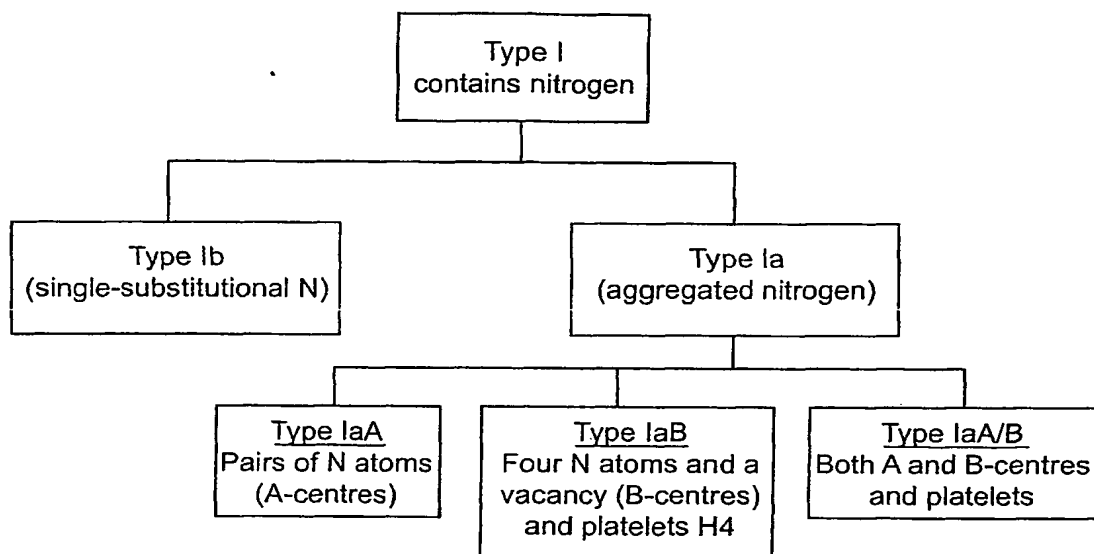 Type I
contains nitrogen
Type Ib
(single-substitutional N)
Type Ia
(aggregated nitrogen)
Type IaA
Pairs of N atoms
(A-centres)
Type IaB
Four N atoms and a
vacancy (B-centres)
and platelets H4
Type IaA/B
Both A and B-centres
and platelets